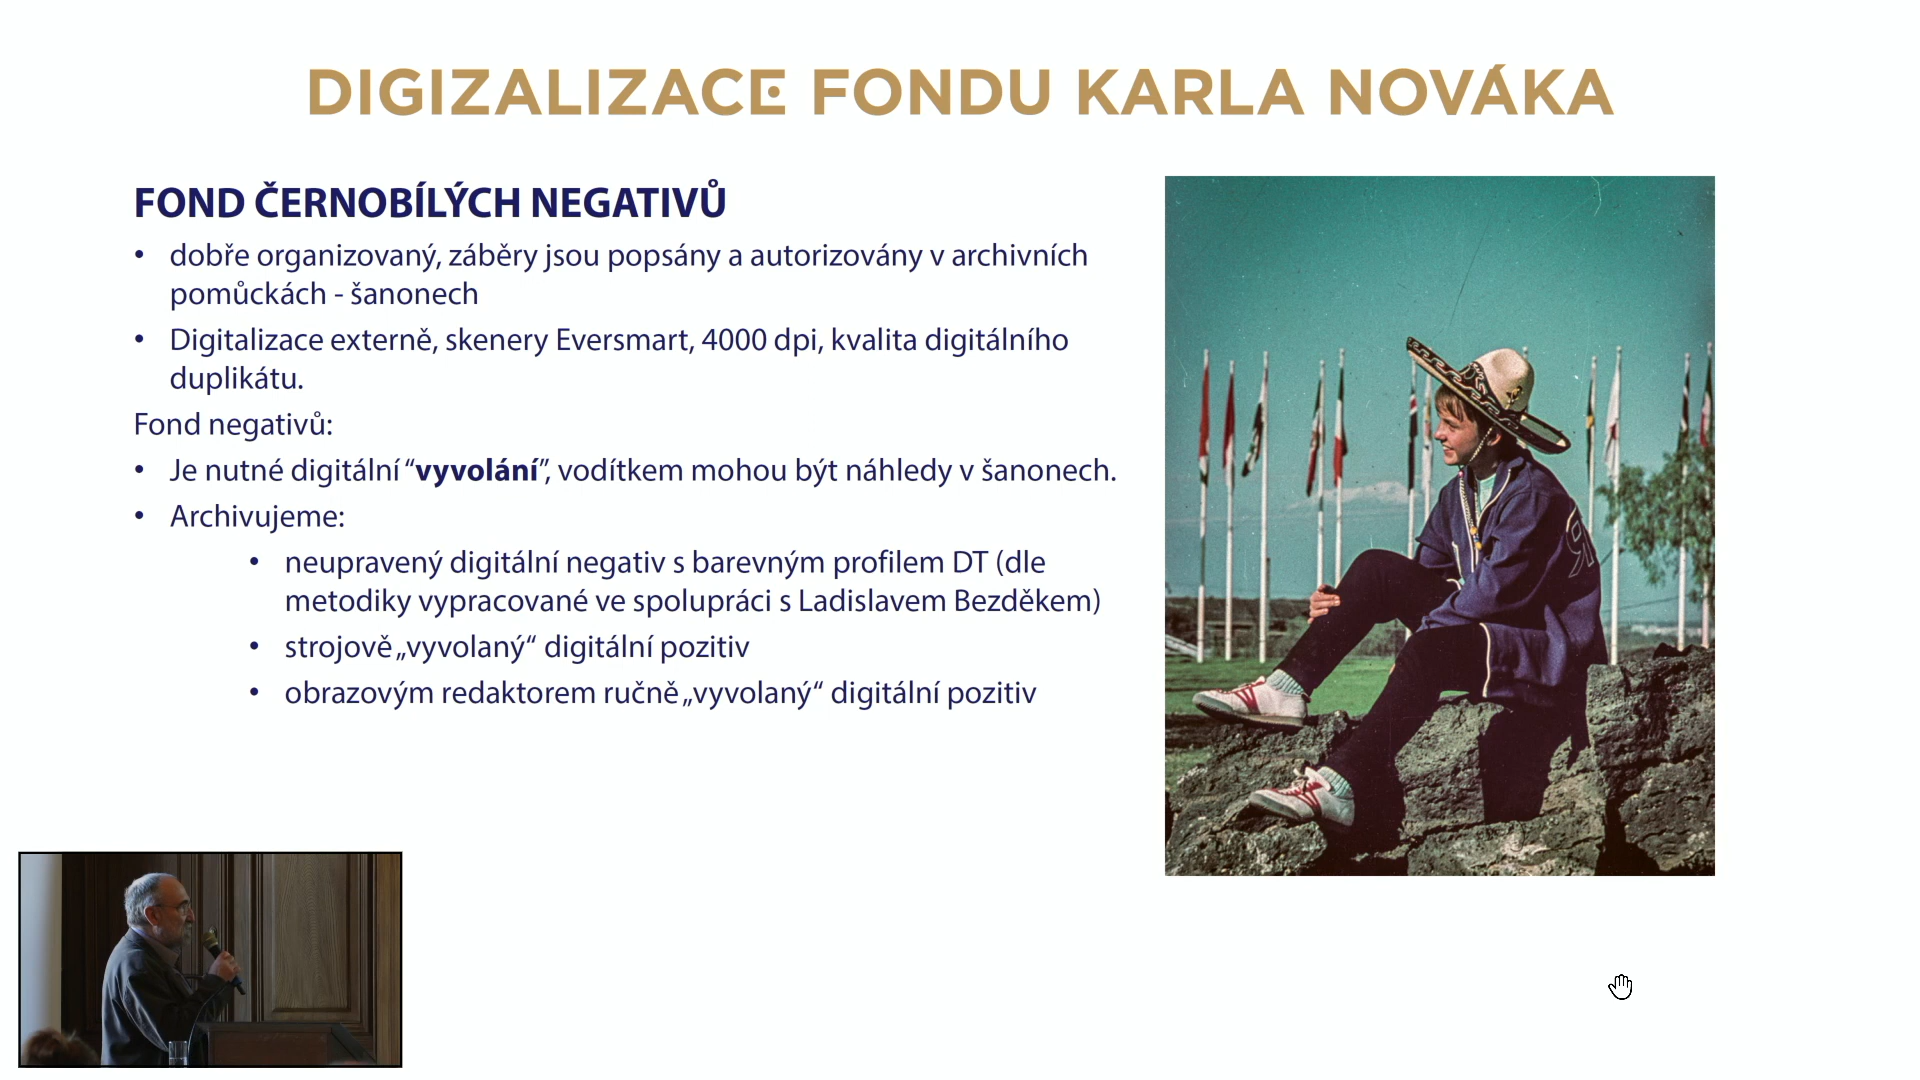 DIGIZALIZACE FONDU KARLA NOVÁKA
FOND ČERNOBÍLÝCH NEGATIVŮ
• dobře organizovaný, záběry jsou popsány a autorizovány v archivních
pomůckách - šanonech
• Digitalizace externě, skenery Eversmart, 4000 dpi, kvalita digitálního
duplikátu.
Fond negativů:
• Je nutné digitální “vyvolání”, vodítkem mohou být náhledy v šanonech.
• Archivujeme:
• neupravený digitální negativ s barevným profilem DT (dle
metodiky vypracované ve spolupráci s Ladislavem Bezděkem)
• strojově „vyvolaný“ digitální pozitiv
• obrazovým redaktorem ručně „vyvolaný“ digitální pozitiv